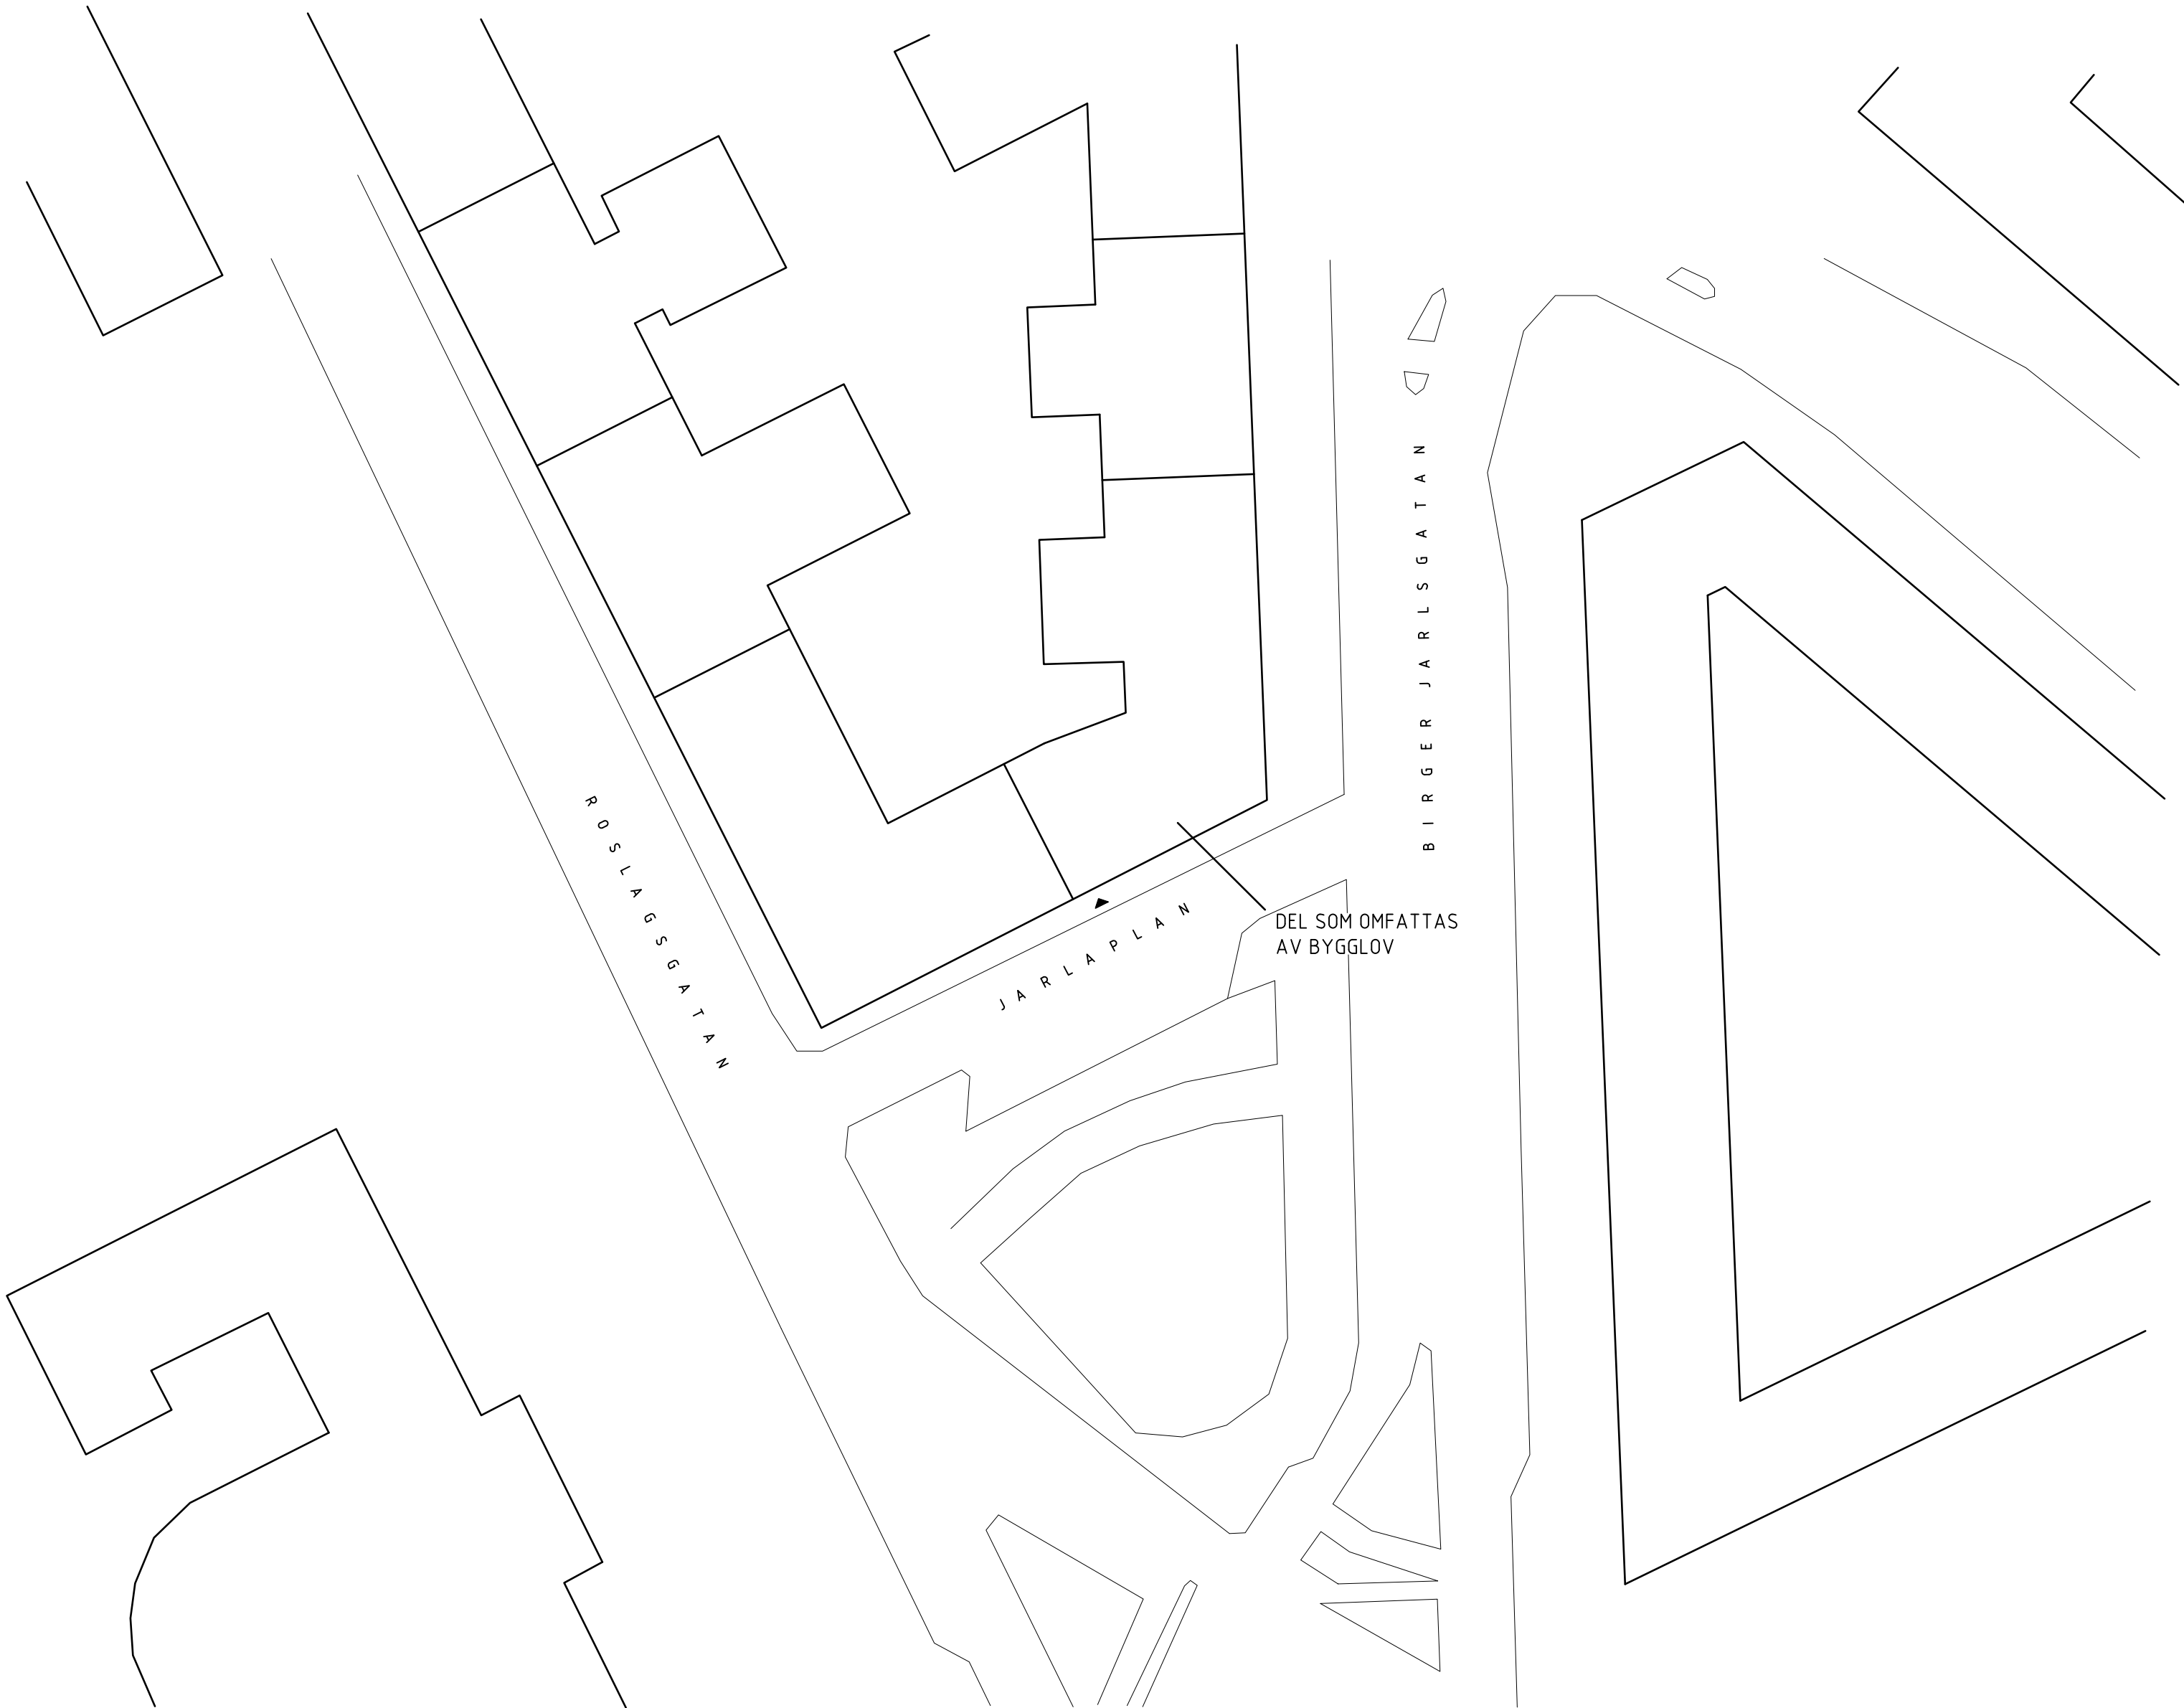 BIRGER JARLSGATAN
ROSLAGSGATAN
JARLAPLAN
DEL SOM OMFATTAS
AV BYGGLOV